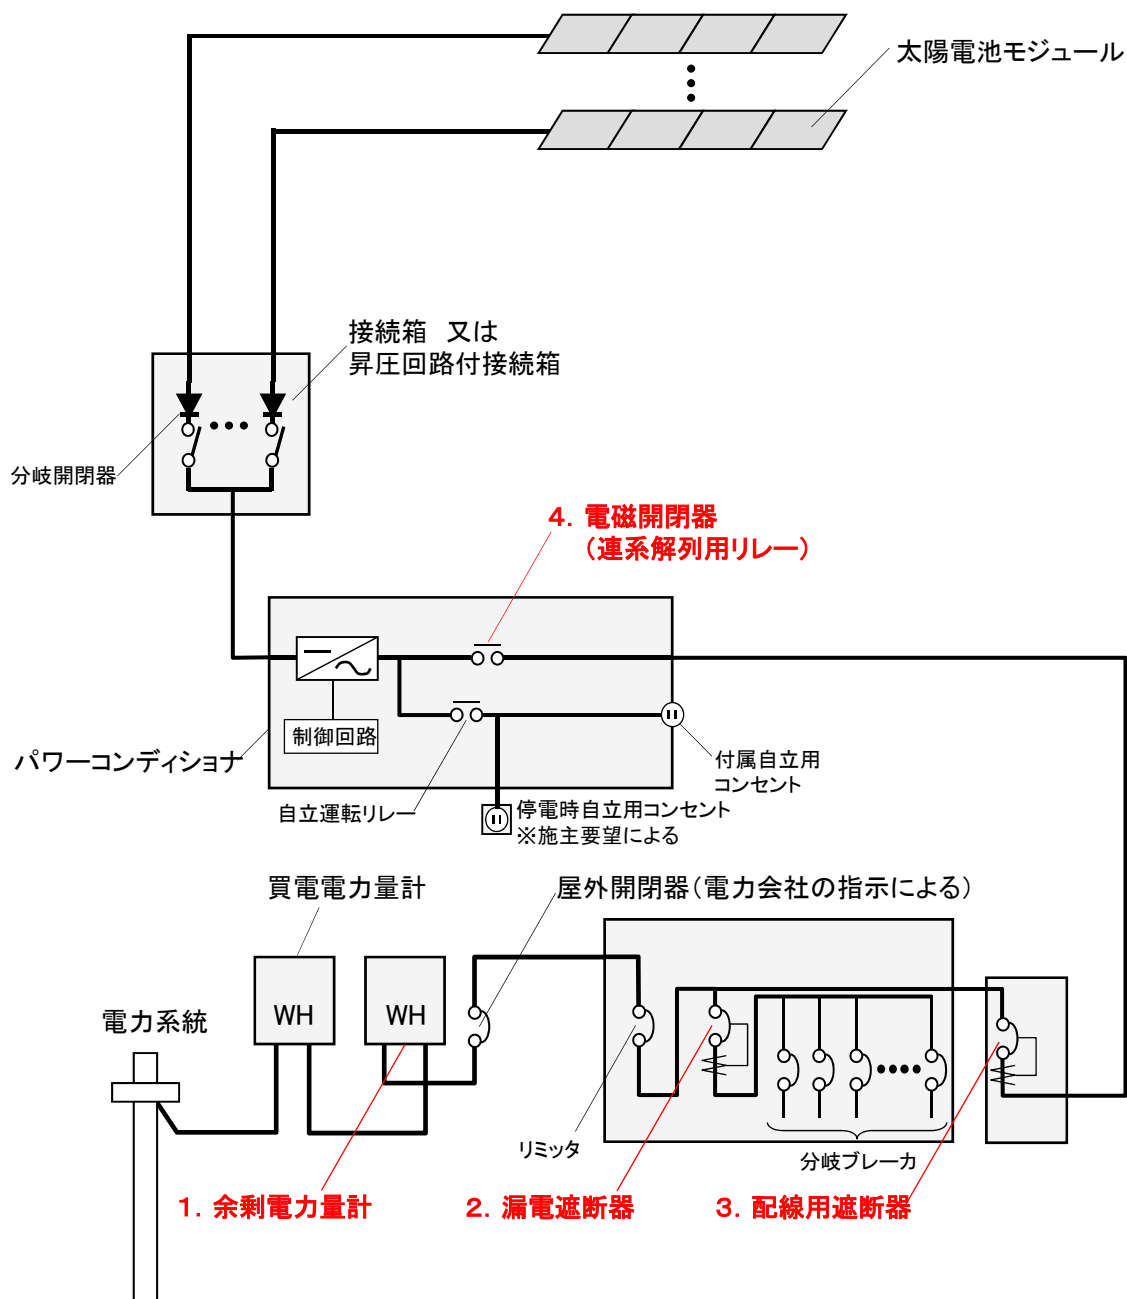 太陽電池モジュール
接続箱　又は
昇圧回路付接続箱
分岐開閉器
４．電磁開閉器
（連系解列用リレー）
制御回路
パワーコンディショナ
付属自立用
コンセント
自立運転リレー
停電時自立用コンセント
※施主要望による
買電電力量計
屋外開閉器（電力会社の指示による）
WH
WH
電力系統
リミッタ
分岐ブレーカ
１．余剰電力量計
２．漏電遮断器
３．配線用遮断器